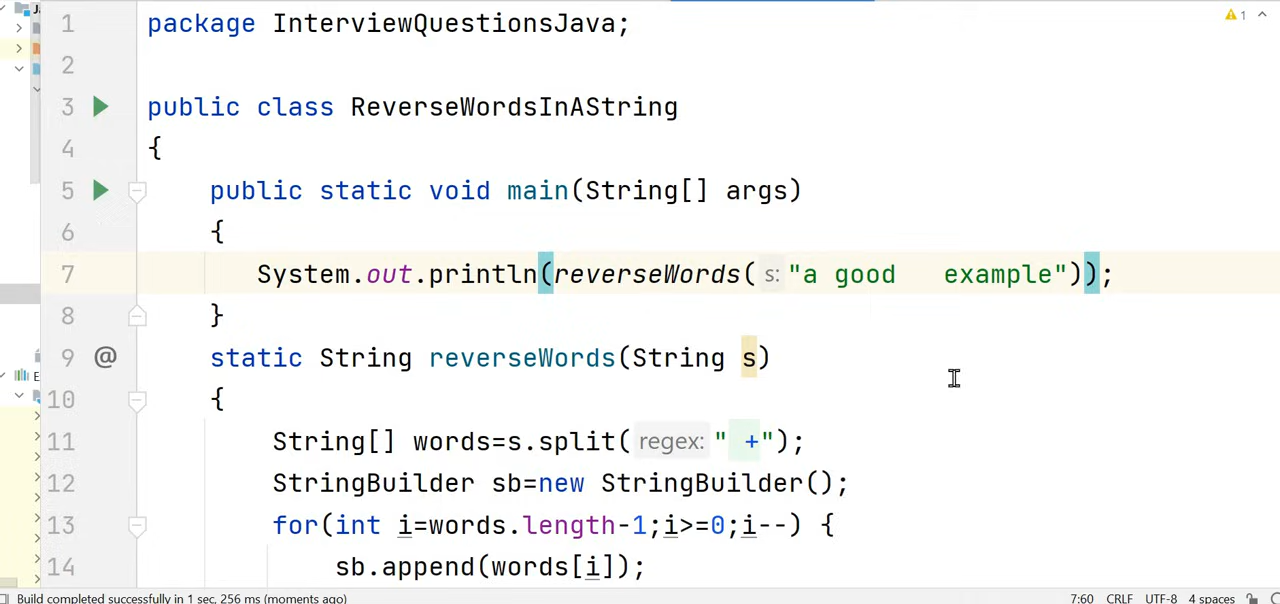 1 package InterviewQuestionsJava;
2
3 public class ReverseWordsInAString
4 {
5 public static void main(String[] args)
6 {
7 System.out.println(reverseWords( s: "a good   example"));
8 }
9 @ static String reverseWords(String s)
10 {
11 String[] words=s.split( regex: " +");
12 StringBuilder sb=new StringBuilder();
13 for(int i=words.length-1;i>=0;i--) {
14 sb.append(words[i]);
1
Build completed successfully in 1 sec, 256 ms (moments ago) 7:60 CRLF UTF-8 4 spaces